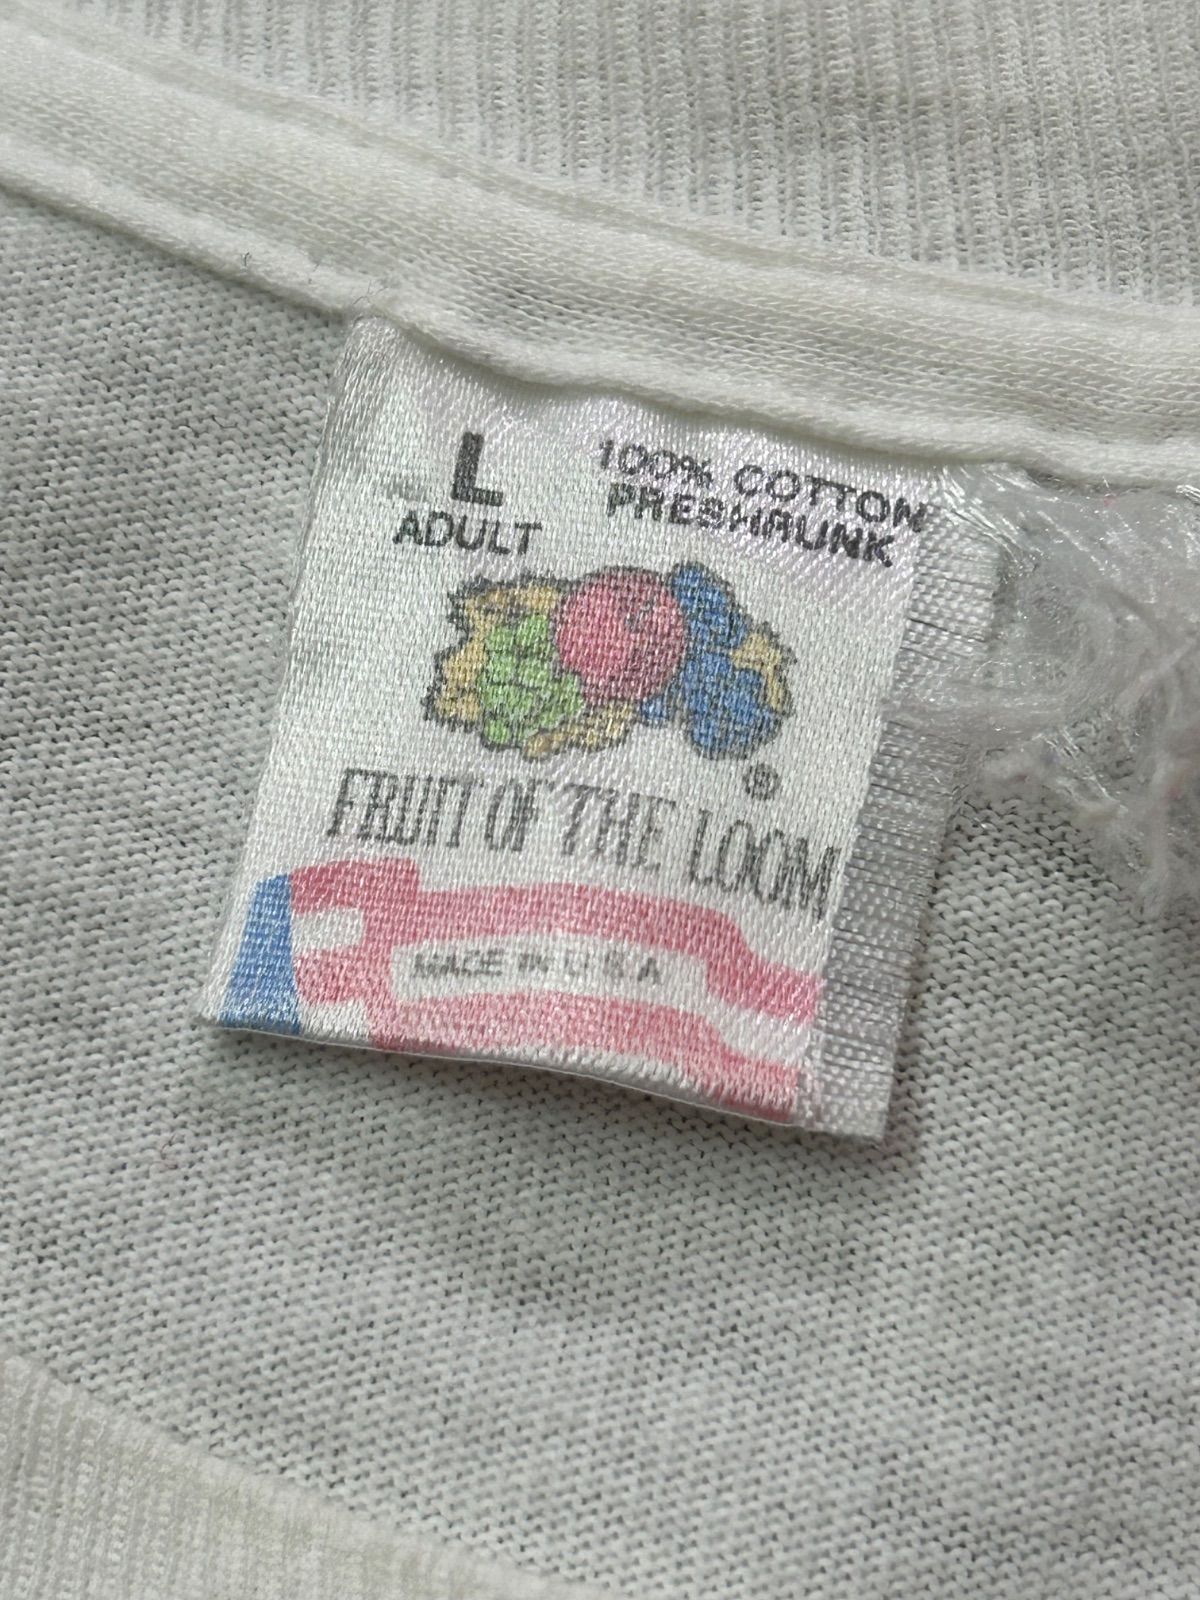 L
ADULT
100% COTTON
PRESHRUNK
®
FRUIT OF THE LOOM
MADE IN U.S.A.